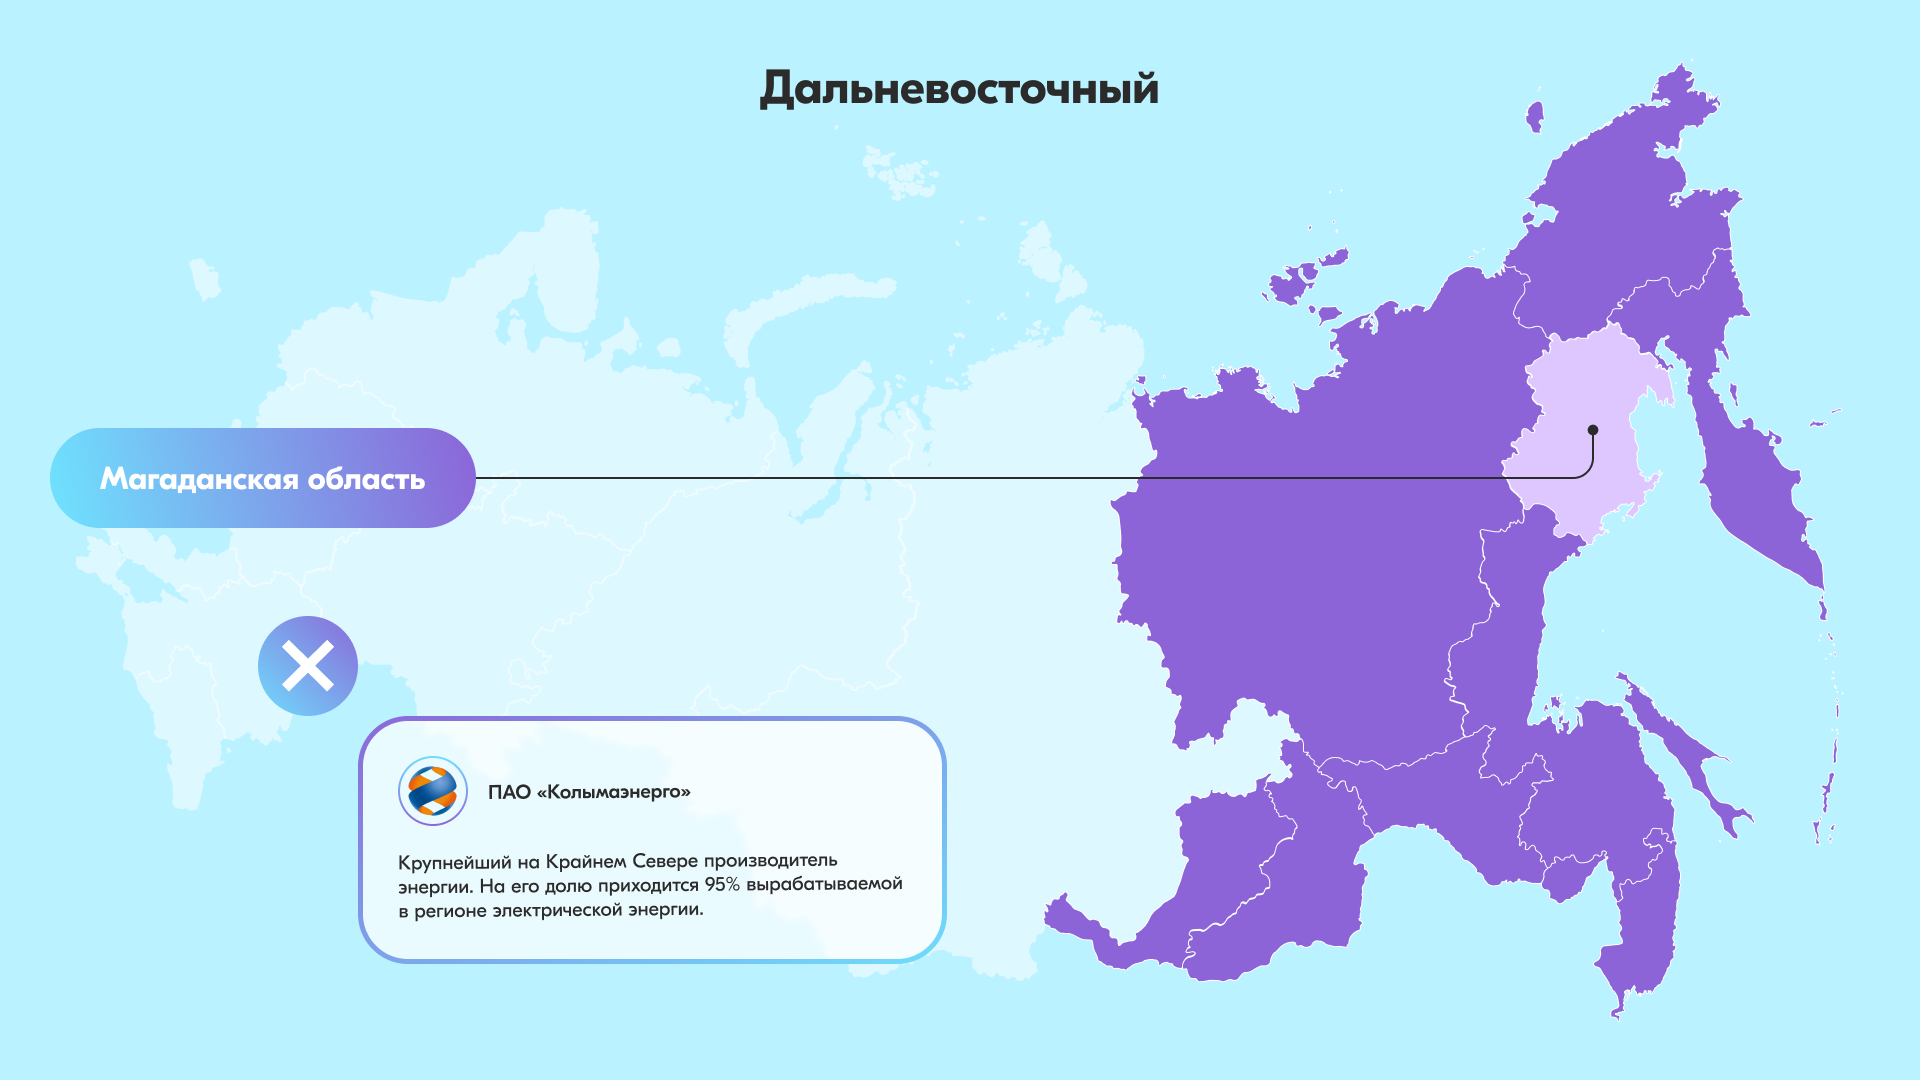 Дальневосточный
Магаданская область
ПАО «Колымаэнерго»
Крупнейший на Крайнем Севере производитель
энергии. На его долю приходится 95% вырабатываемой
в регионе электрической энергии.